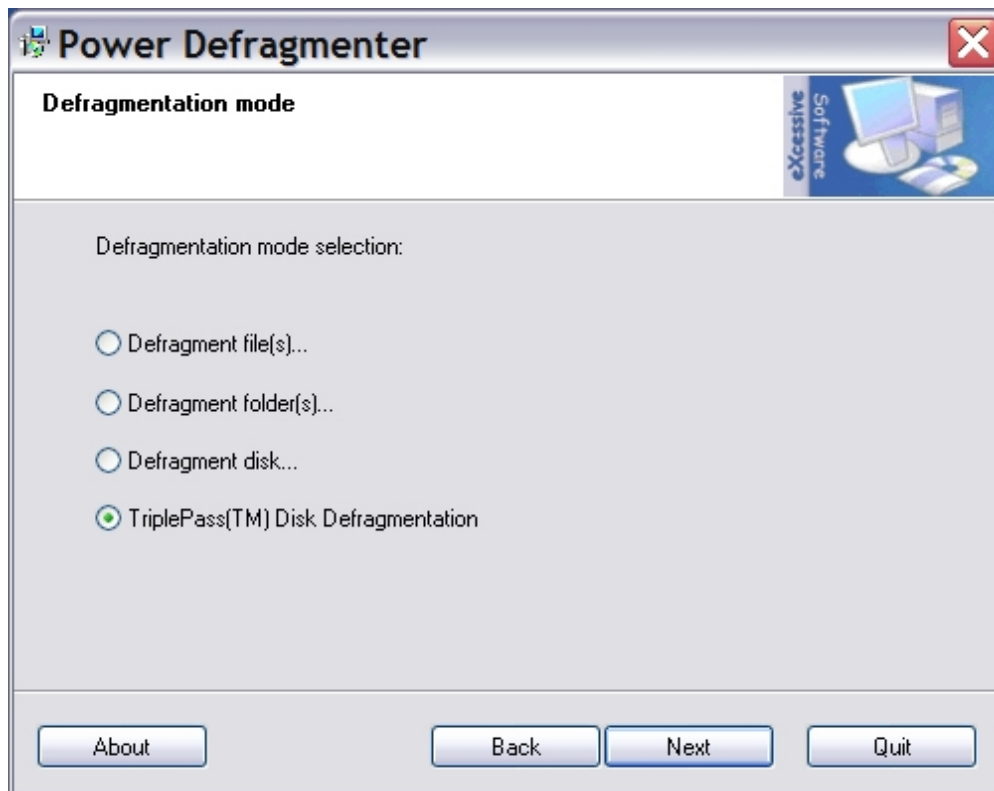 Power Defragmenter
Defragmentation mode
eXcessive
Software
Defragmentation mode selection:
Defragment file(s)...
Defragment folder(s)...
Defragment disk...
TriplePass(TM) Disk Defragmentation
About
Back
Next
Quit